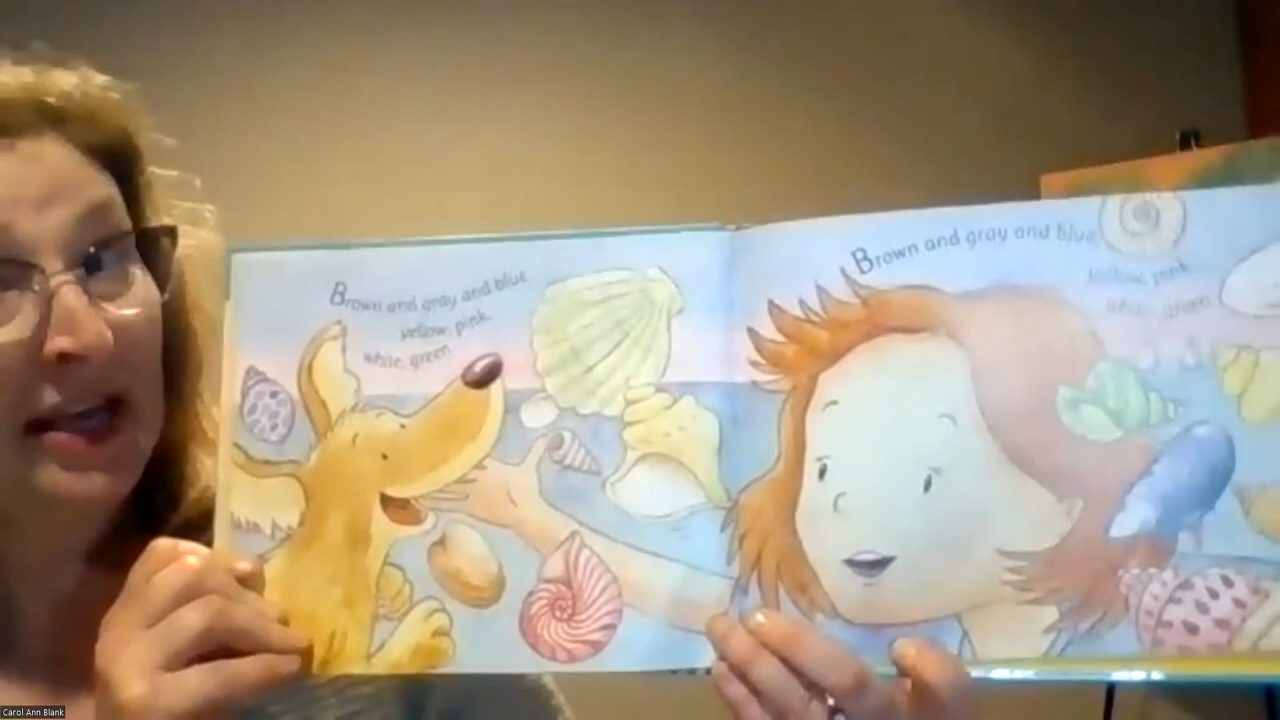 Brown and gray and blue
yellow, pink,
white, green
Brown and gray and blue
yellow, pink,
white, green
Carol Ann Blank